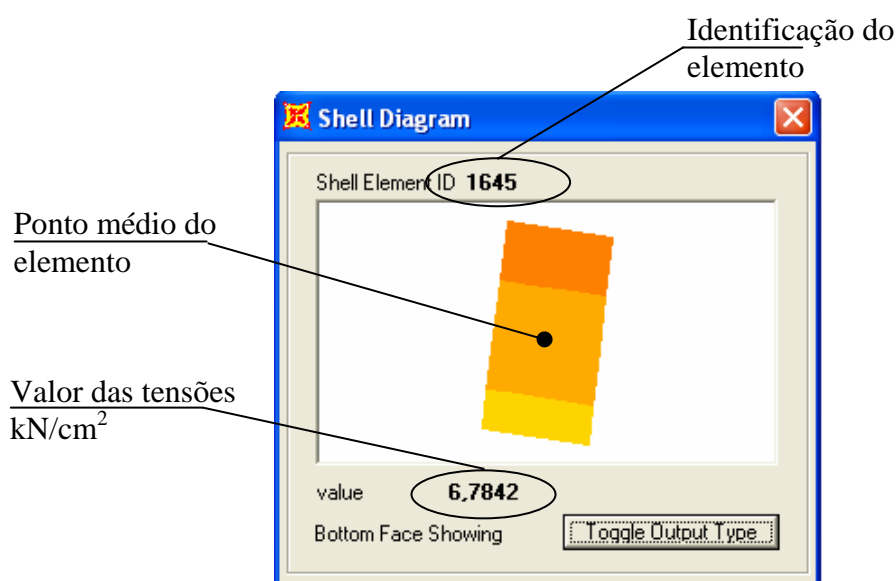 Identificação do
elemento
Shell Diagram
Shell Element ID 1645
Ponto médio do
elemento
Valor das tensões
kN/cm²
value 6,7842
Bottom Face Showing Toggle Output Type